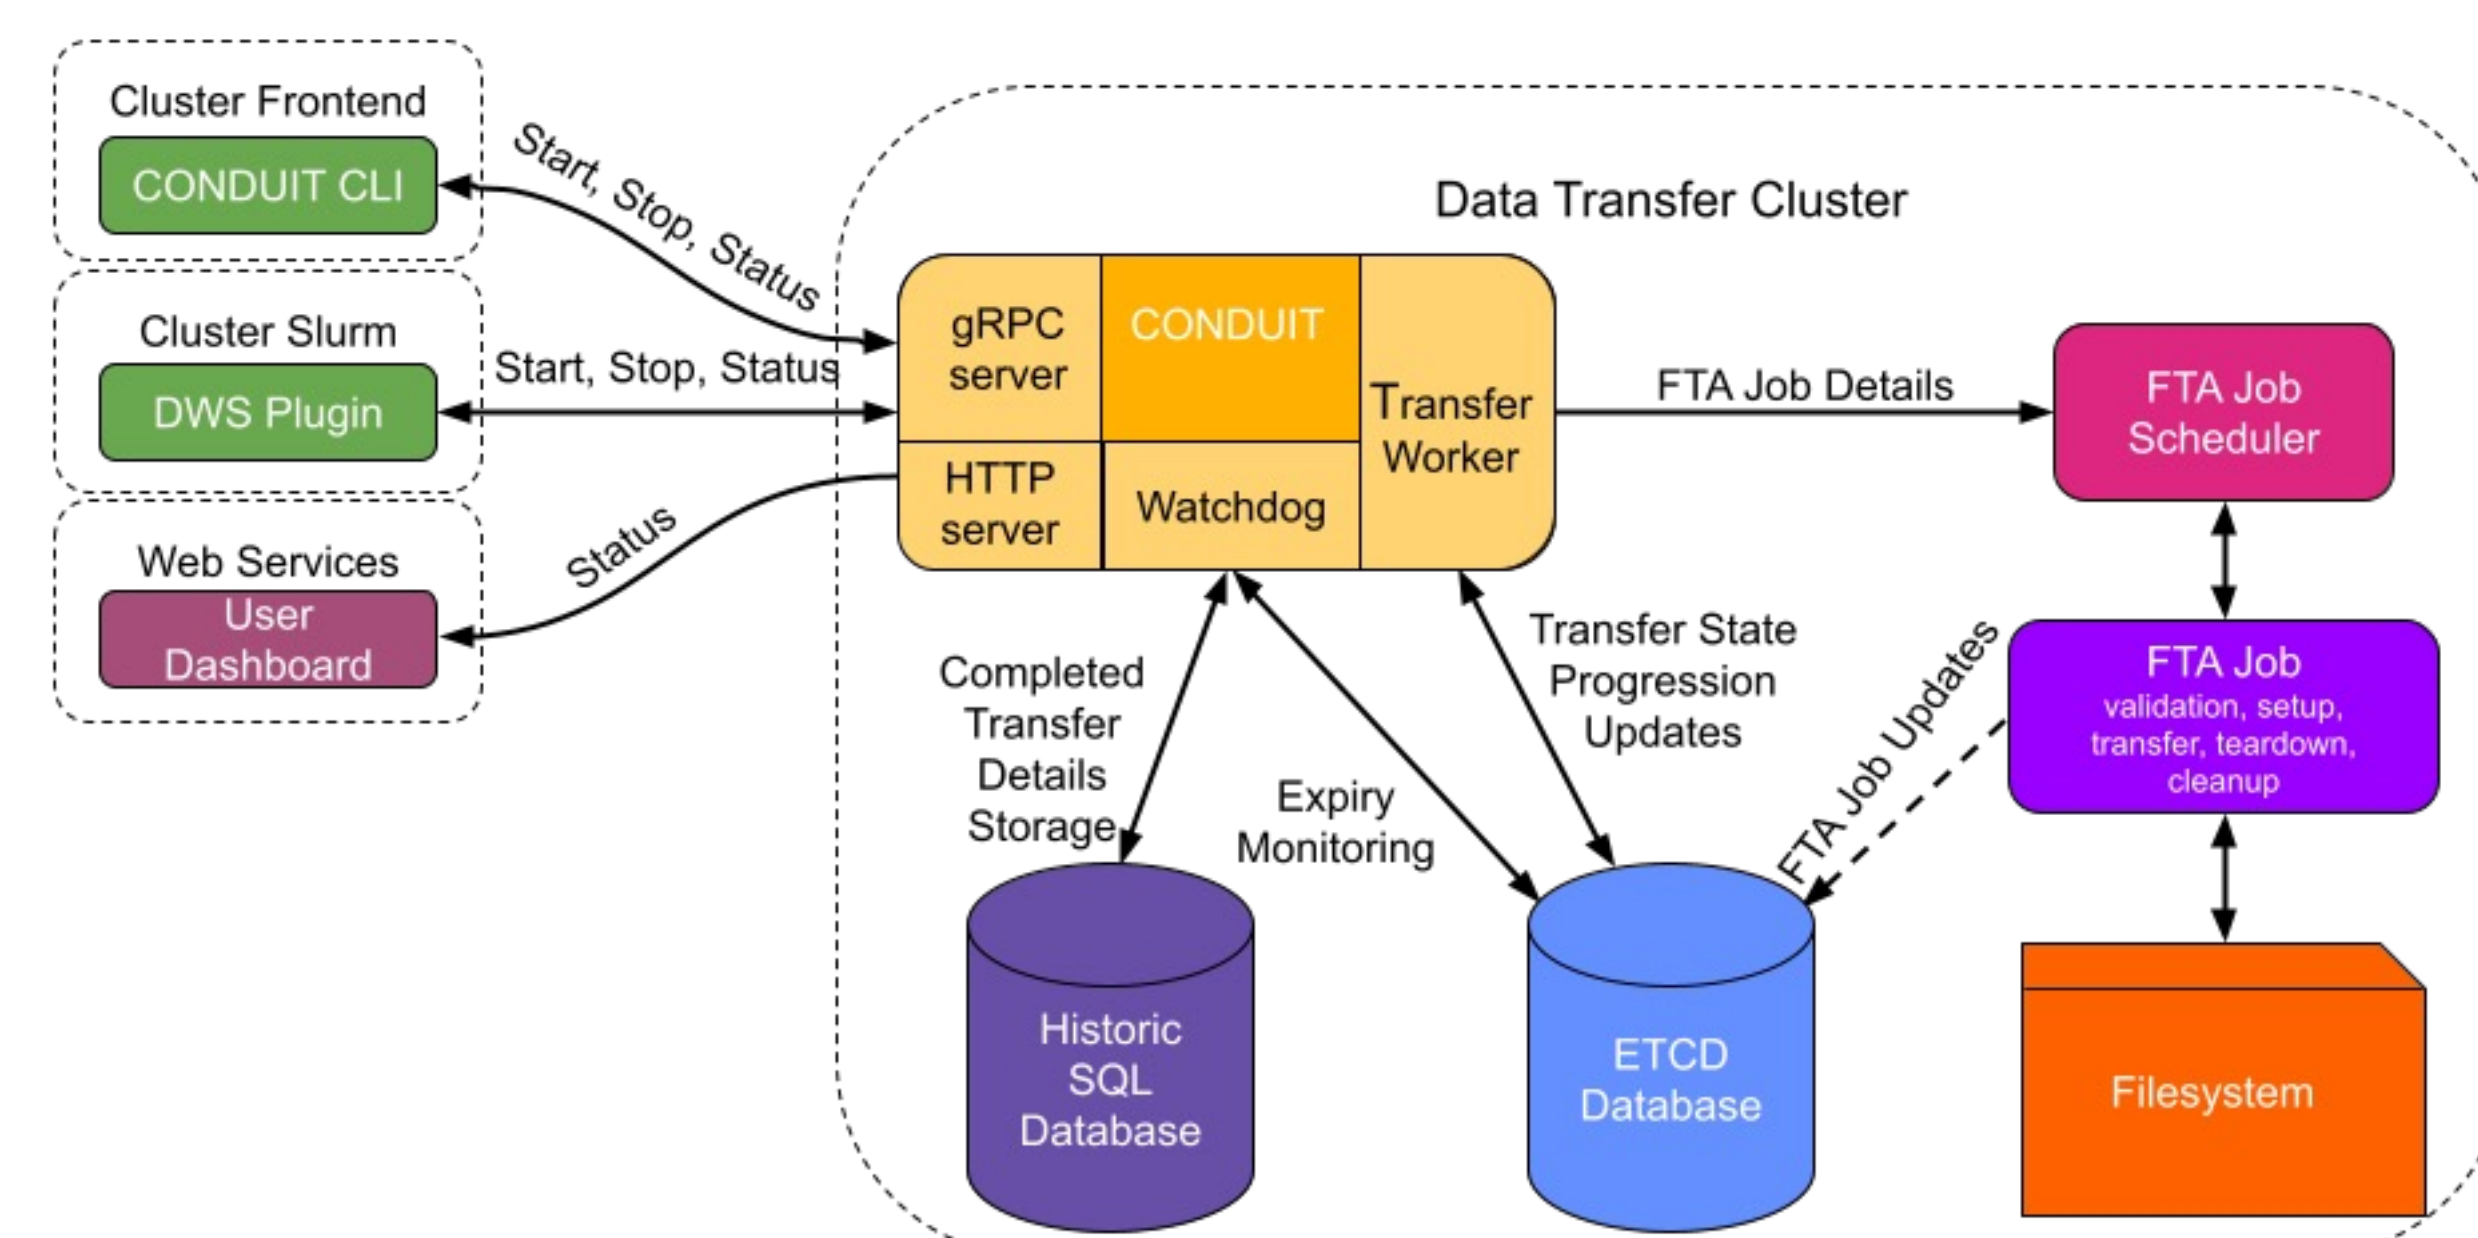 Cluster Frontend
CONDUIT CLI
Start, Stop, Status
Cluster Slurm
DWS Plugin
Start, Stop, Status
Web Services
User
Dashboard
Status
Data Transfer Cluster
gRPC
server
CONDUIT
HTTP
server
Watchdog
Transfer
Worker
FTA Job Details
FTA Job
Scheduler
Completed
Transfer
Details
Storage
Expiry
Monitoring
Transfer State
Progression
Updates
FTA Job Updates
FTA Job
validation, setup,
transfer, teardown,
cleanup
Historic
SQL
Database
ETCD
Database
Filesystem